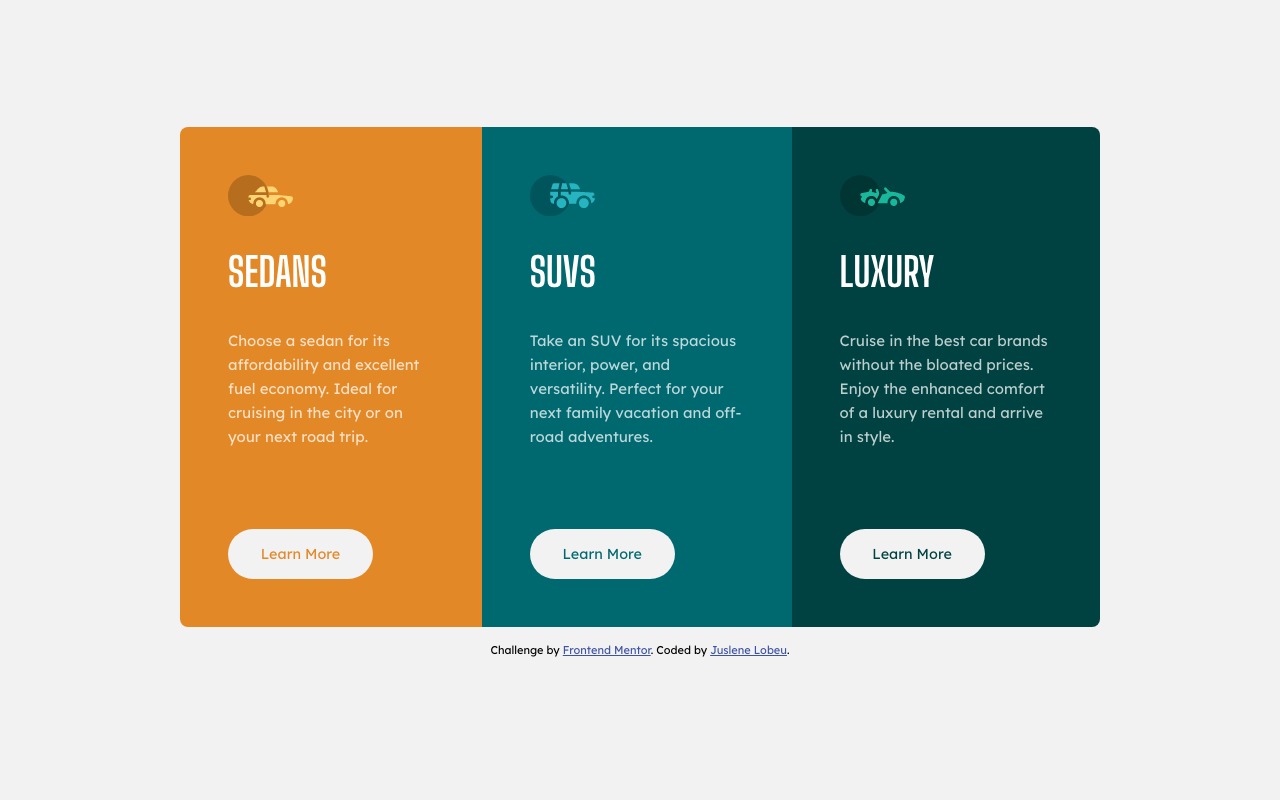 SEDANS
Choose a sedan for its
affordability and excellent
fuel economy. Ideal for
cruising in the city or on
your next road trip.
Learn More
SUVS
Take an SUV for its spacious
interior, power, and
versatility. Perfect for your
next family vacation and off-
road adventures.
Learn More
LUXURY
Cruise in the best car brands
without the bloated prices.
Enjoy the enhanced comfort
of a luxury rental and arrive
in style.
Learn More
Challenge by Frontend Mentor. Coded by Juslene Lobeu.